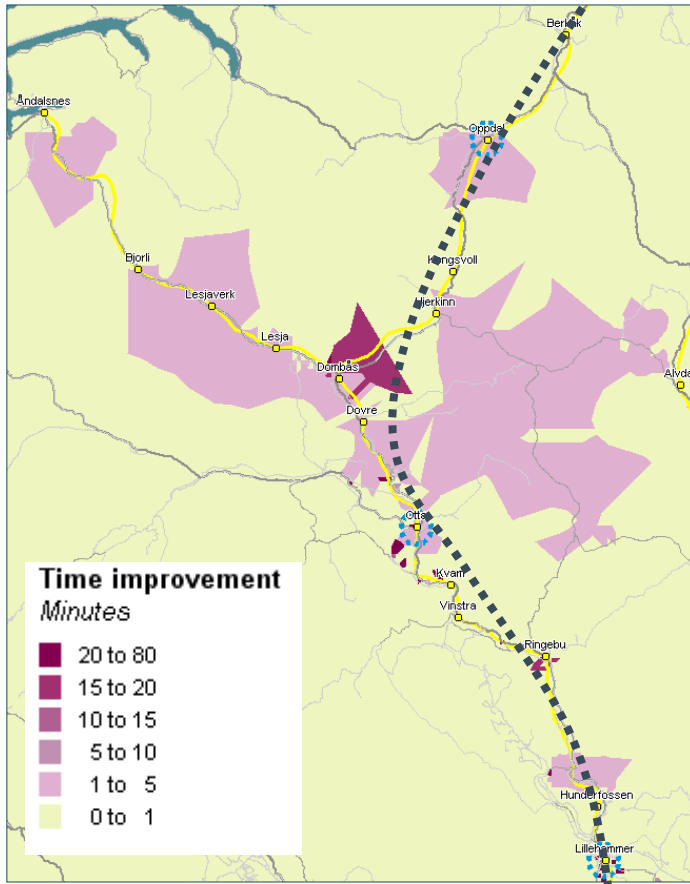 Berkåk
Åndalsnes
Oppdal
Bjorli
Kongsvoll
Lesjaverk
Hjerkinn
Lesja
Dombås
Alvda
Dovre
Otta
Kvam
Vinstra
Ringebu
Hunderfossen
Lillehammer
Time improvement
Minutes
20 to 80
15 to 20
10 to 15
5 to 10
1 to 5
0 to 1